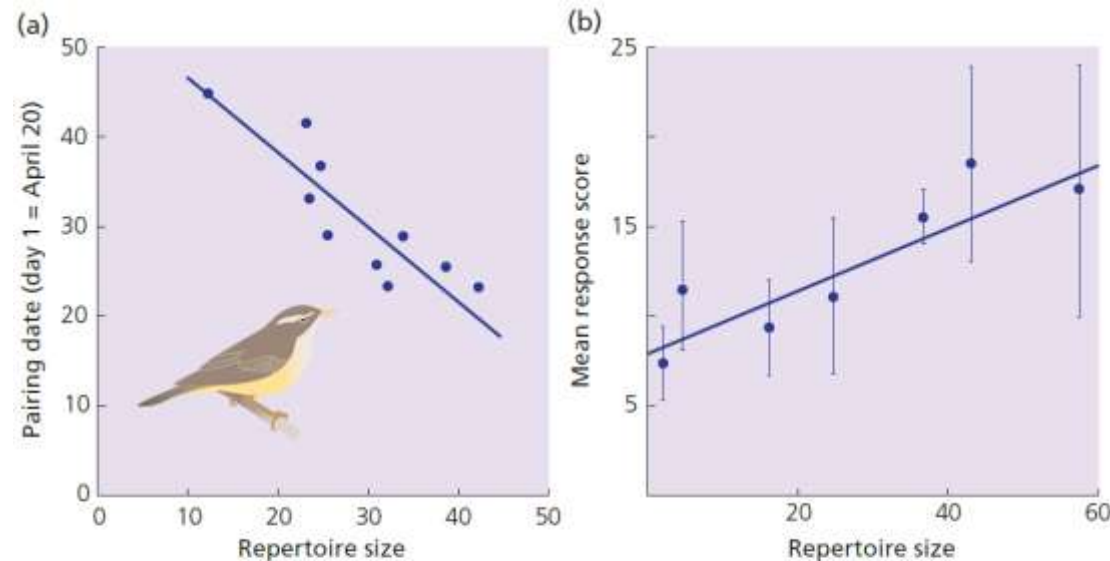 (a)
50
40
30
20
10
0
Pairing date (day 1 = April 20)
0 10 20 30 40 50
Repertoire size
(b)
25
15
5
Mean response score
20 40 60
Repertoire size